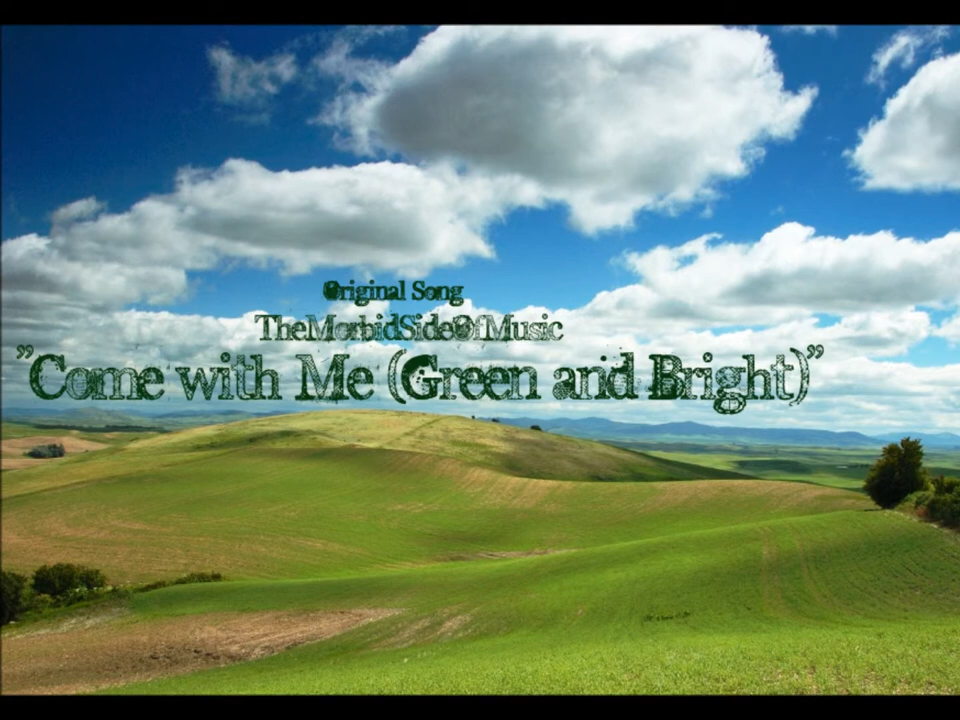 Original Song
TheMorbidSideOfMusic
"Come with Me (Green and Bright)"